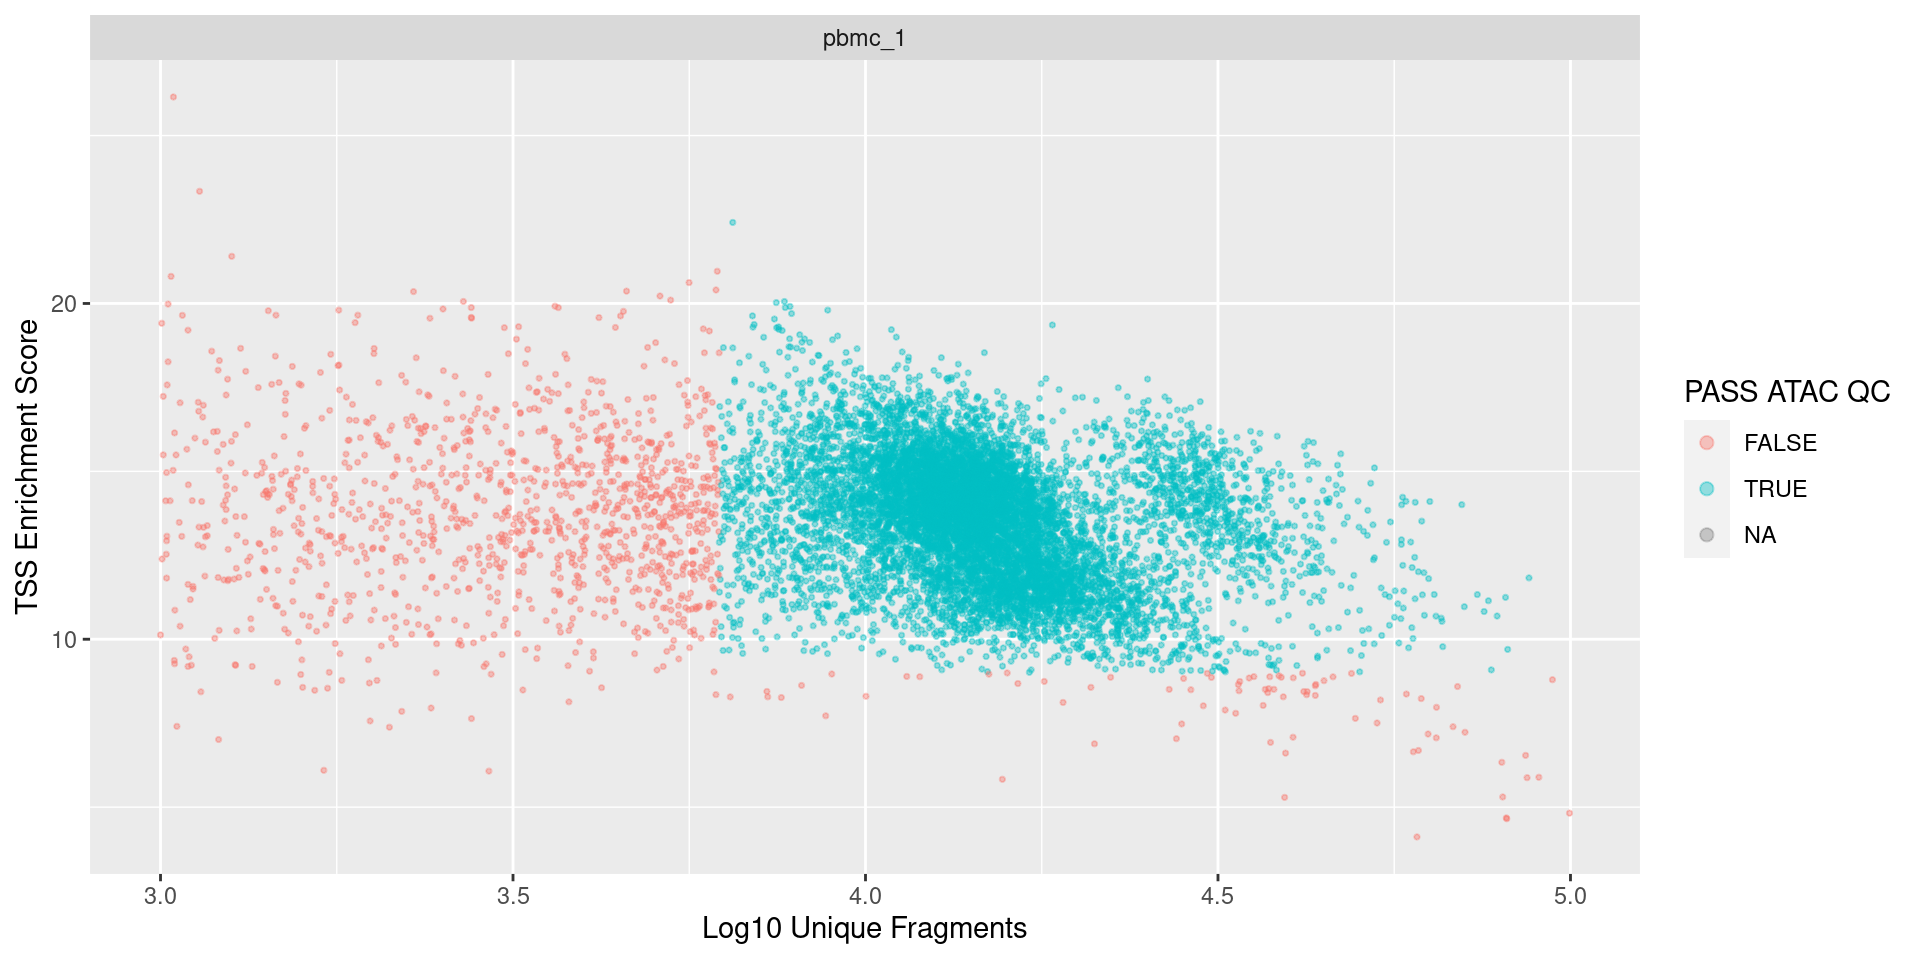 pbmc_1
TSS Enrichment Score
20
10
3.0
3.5
4.0
4.5
5.0
Log10 Unique Fragments
PASS ATAC QC
FALSE
TRUE
NA